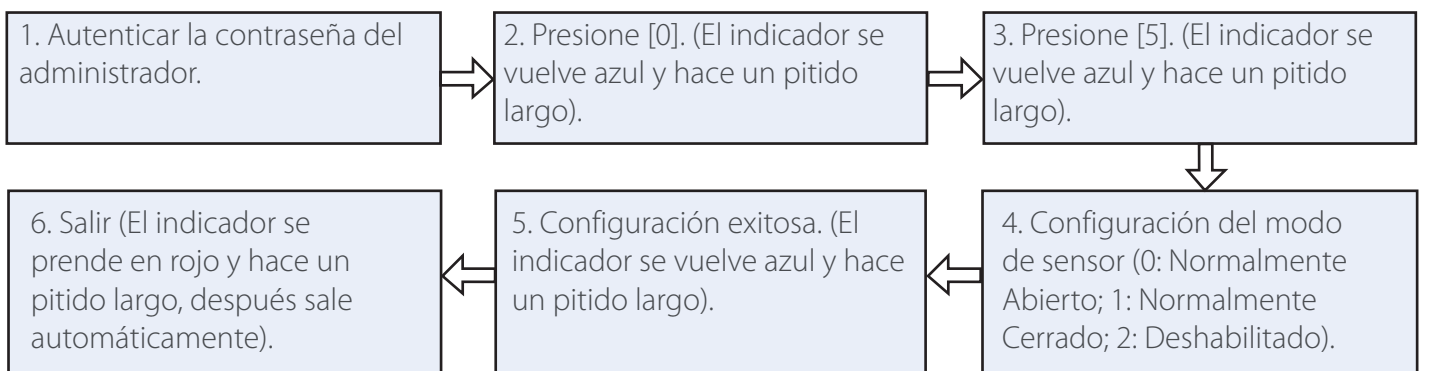 1. Autenticar la contraseña del
administrador.
2. Presione [0]. (El indicador se
vuelve azul y hace un pitido
largo).
3. Presione [5]. (El indicador se
vuelve azul y hace un pitido
largo).
4. Configuración del modo
de sensor (0: Normalmente
Abierto; 1: Normalmente
Cerrado; 2: Deshabilitado).
5. Configuración exitosa. (El
indicador se vuelve azul y hace
un pitido largo).
6. Salir (El indicador se
prende en rojo y hace un
pitido largo, después sale
automáticamente).